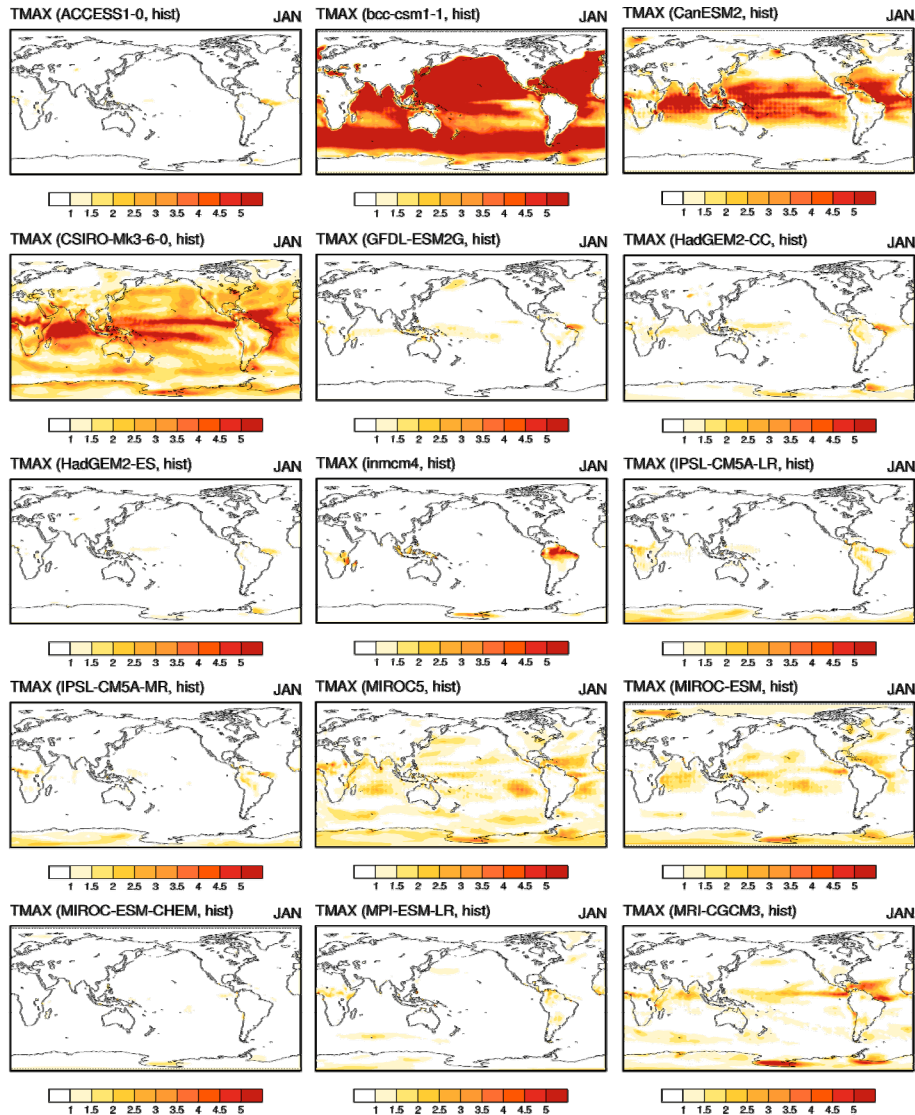 TMAX (ACCESS1-0, hist) JAN
TMAX (bcc-csm1-1, hist) JAN
TMAX (CanESM2, hist) JAN
1 1.5 2 2.5 3 3.5 4 4.5 5
1 1.5 2 2.5 3 3.5 4 4.5 5
1 1.5 2 2.5 3 3.5 4 4.5 5
TMAX (CSIRO-Mk3-6-0, hist) JAN
TMAX (GFDL-ESM2G, hist) JAN
TMAX (HadGEM2-CC, hist) JAN
1 1.5 2 2.5 3 3.5 4 4.5 5
1 1.5 2 2.5 3 3.5 4 4.5 5
1 1.5 2 2.5 3 3.5 4 4.5 5
TMAX (HadGEM2-ES, hist) JAN
TMAX (inmcm4, hist) JAN
TMAX (IPSL-CM5A-LR, hist) JAN
1 1.5 2 2.5 3 3.5 4 4.5 5
1 1.5 2 2.5 3 3.5 4 4.5 5
1 1.5 2 2.5 3 3.5 4 4.5 5
TMAX (IPSL-CM5A-MR, hist) JAN
TMAX (MIROC5, hist) JAN
TMAX (MIROC-ESM, hist) JAN
1 1.5 2 2.5 3 3.5 4 4.5 5
1 1.5 2 2.5 3 3.5 4 4.5 5
1 1.5 2 2.5 3 3.5 4 4.5 5
TMAX (MIROC-ESM-CHEM, hist) JAN
TMAX (MPI-ESM-LR, hist) JAN
TMAX (MRI-CGCM3, hist) JAN
1 1.5 2 2.5 3 3.5 4 4.5 5
1 1.5 2 2.5 3 3.5 4 4.5 5
1 1.5 2 2.5 3 3.5 4 4.5 5